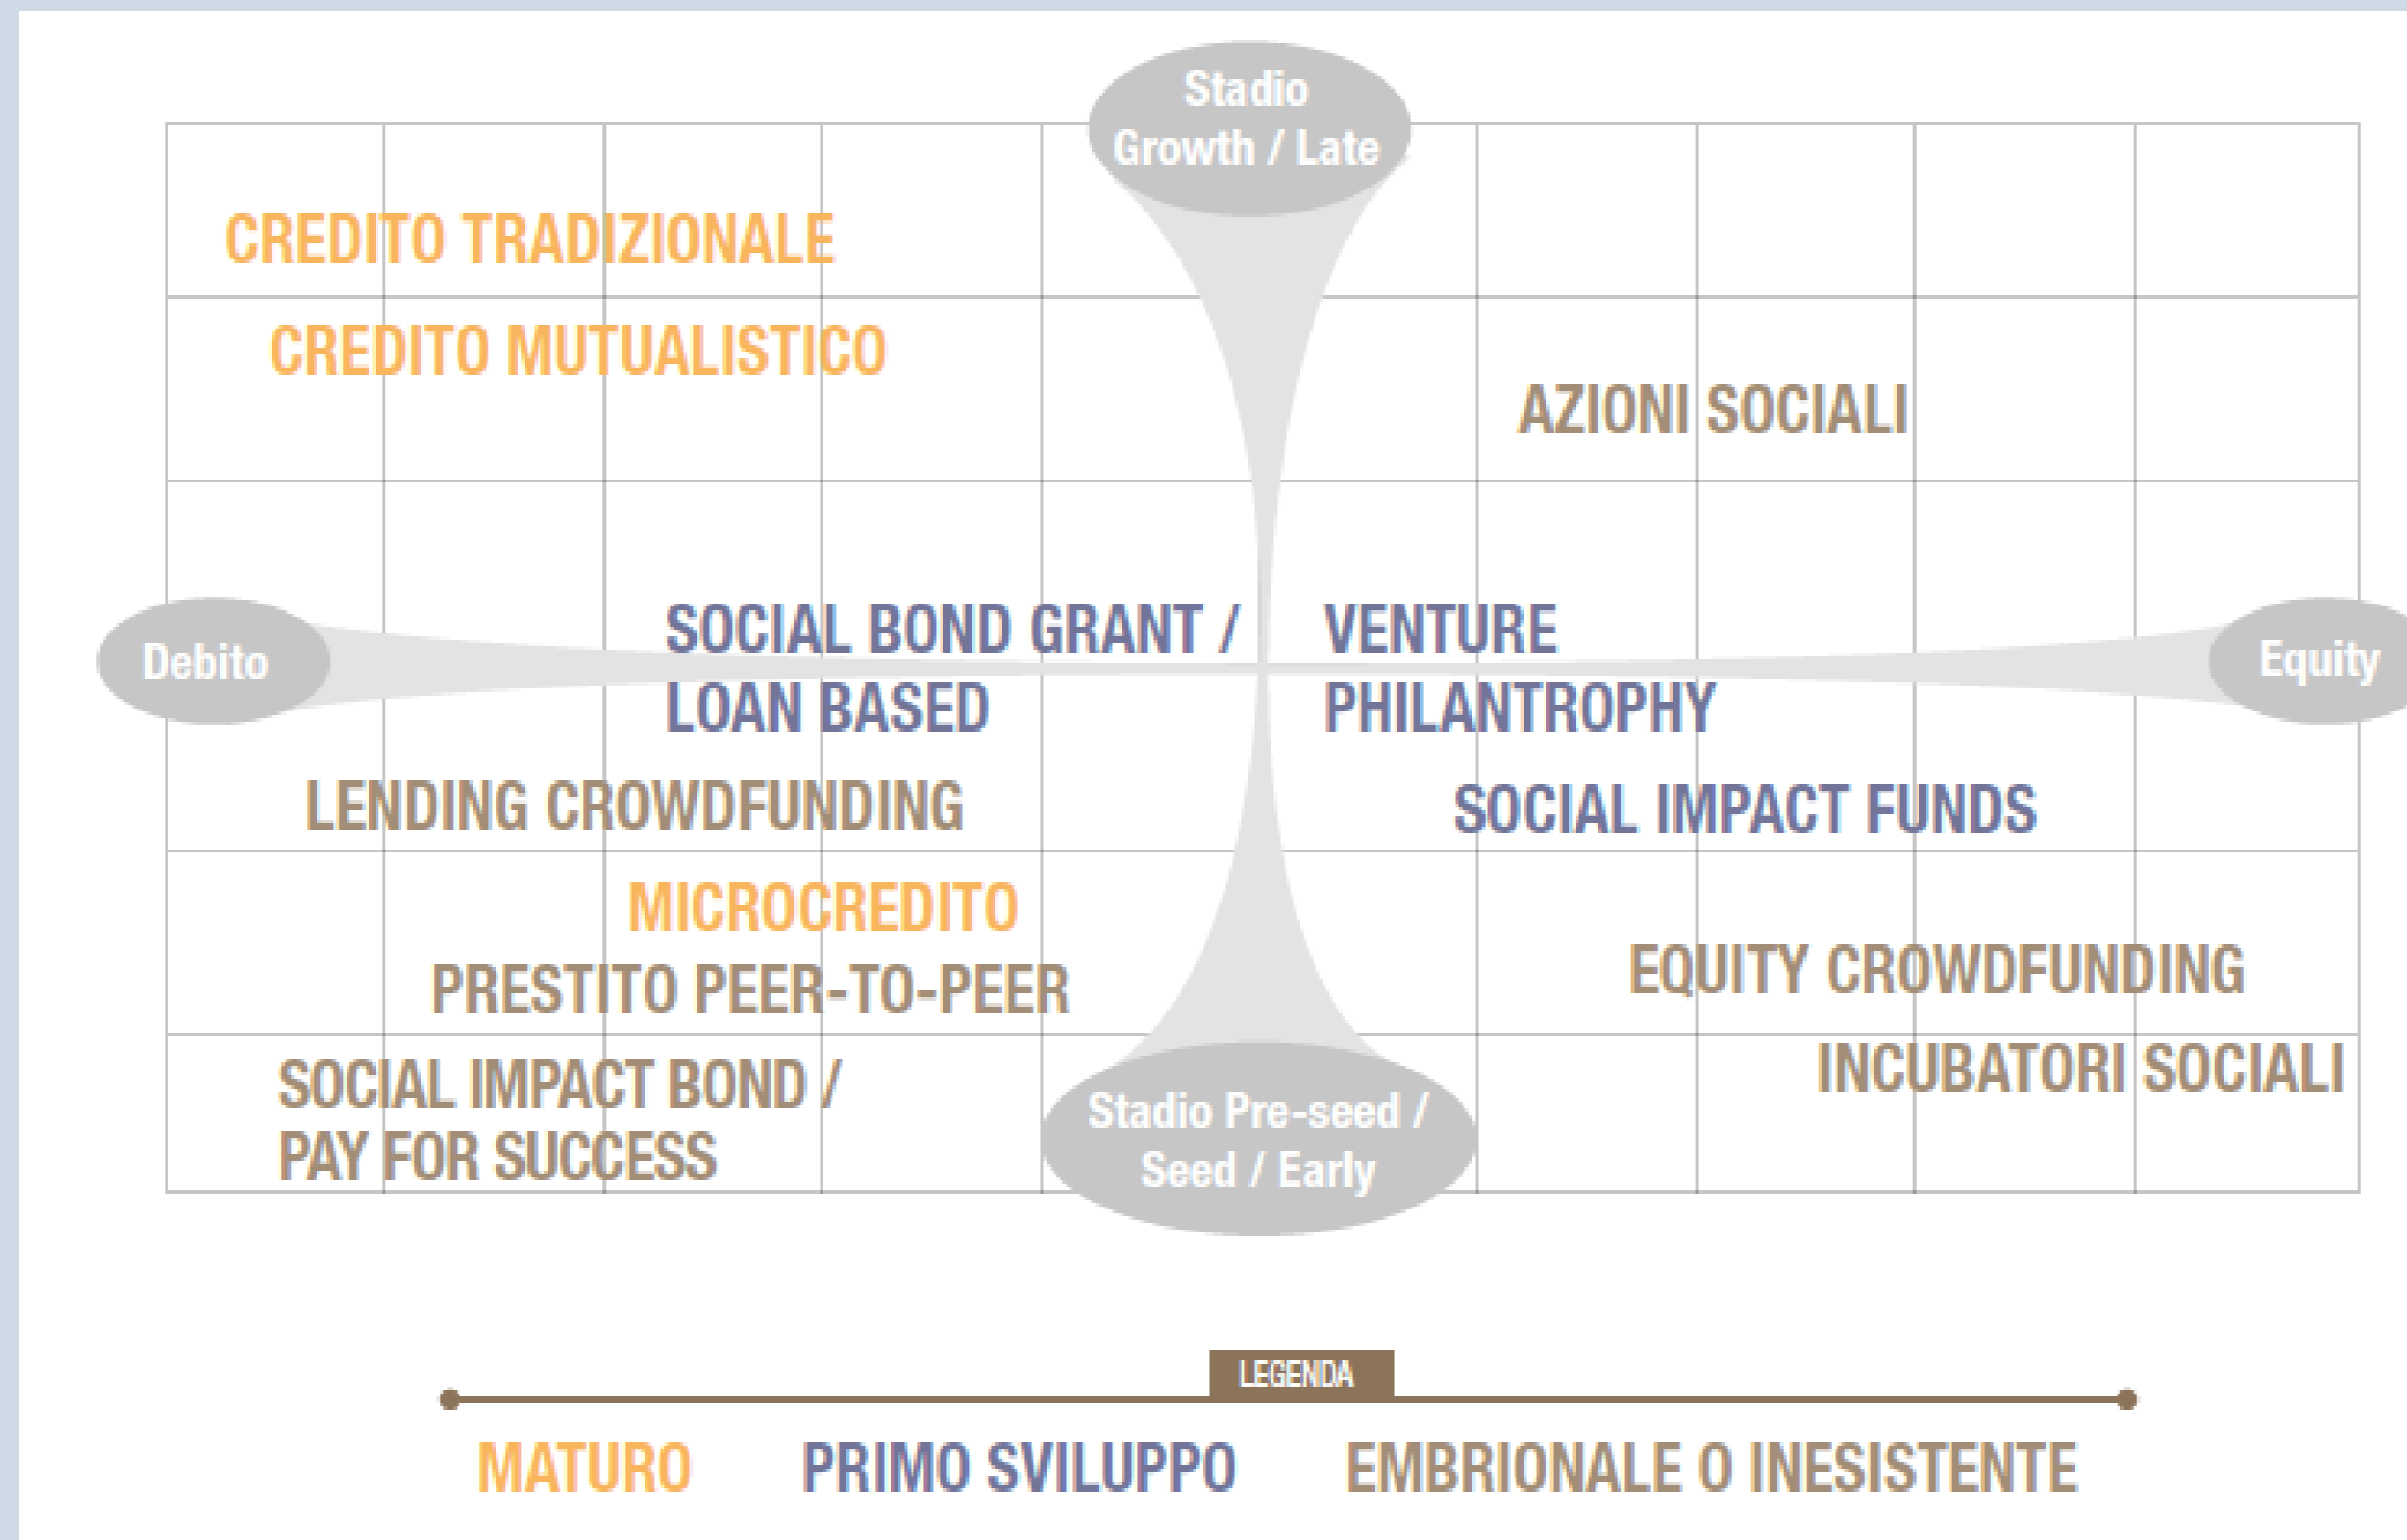 Stadio
Growth / Late
CREDITO TRADIZIONALE
CREDITO MUTUALISTICO
AZIONI SOCIALI
Debito
SOCIAL BOND GRANT /
LOAN BASED
VENTURE
PHILANTROPHY
Equity
LENDING CROWDFUNDING
SOCIAL IMPACT FUNDS
MICROCREDITO
PRESTITO PEER-TO-PEER
EQUITY CROWDFUNDING
INCUBATORI SOCIALI
SOCIAL IMPACT BOND /
PAY FOR SUCCESS
Stadio Pre-seed /
Seed / Early
LEGENDA
MATURO
PRIMO SVILUPPO
EMBRIONALE O INESISTENTE